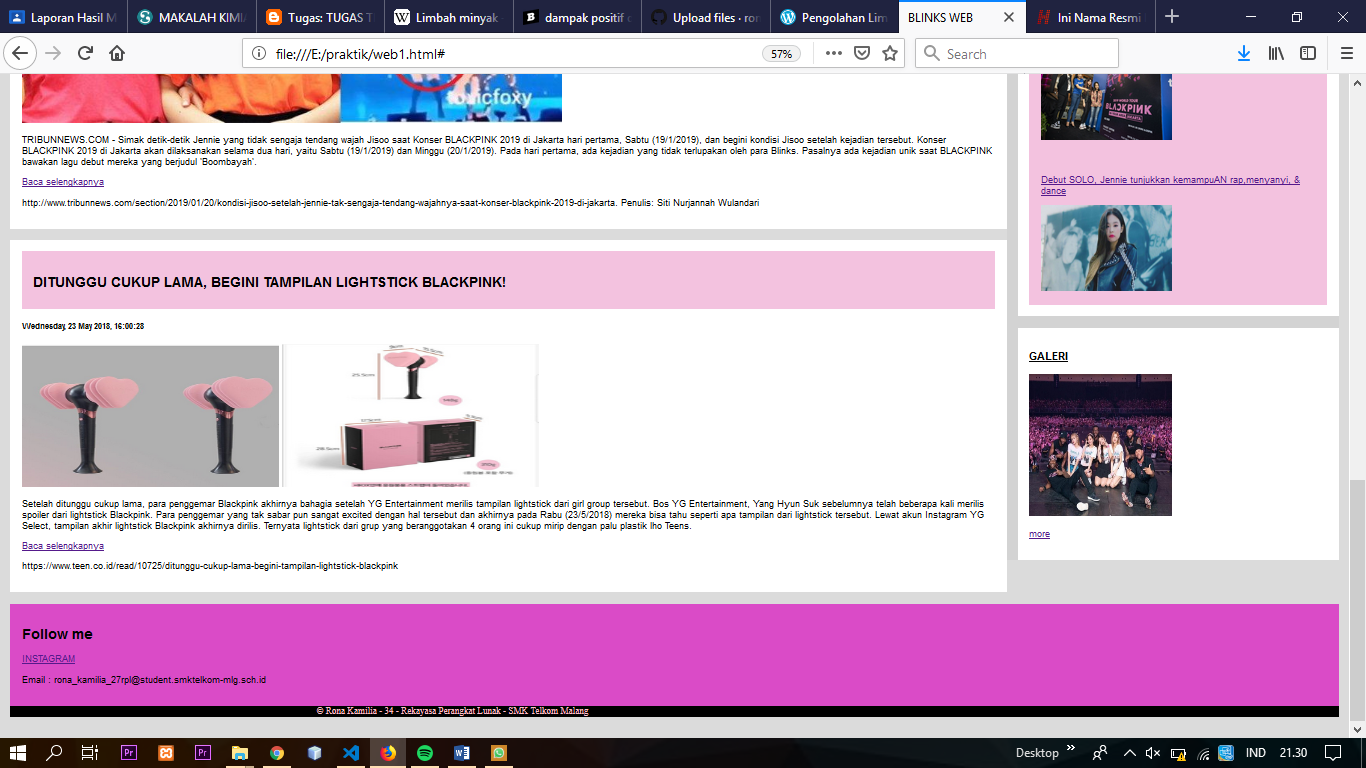 Laporan Hasil M
MAKALAH KIMI
Tugas: TUGAS T
Limbah minyak
dampak positif d
Upload files · ron
Pengolahan Lim
BLINKS WEB
Ini Nama Resmi
file:///E:/praktik/web1.html#
57%
Search
toxicfoxy
TRIBUNNEWS.COM - Simak detik-detik Jennie yang tidak sengaja tendang wajah Jisoo saat Konser BLACKPINK 2019 di Jakarta hari pertama, Sabtu (19/1/2019), dan begini kondisi Jisoo setelah kejadian tersebut. Konser
BLACKPINK 2019 di Jakarta akan dilaksanakan selama dua hari, yaitu Sabtu (19/1/2019) dan Minggu (20/1/2019). Pada hari pertama, ada kejadian yang tidak terlupakan oleh para Blinks. Pasalnya ada kejadian unik saat BLACKPINK
bawakan lagu debut mereka yang berjudul 'Boombayah'.
Baca selengkapnya
http://www.tribunnews.com/section/2019/01/20/kondisi-jisoo-setelah-jennie-tak-sengaja-tendang-wajahnya-saat-konser-blackpink-2019-di-jakarta. Penulis: Siti Nurjannah Wulandari
DITUNGGU CUKUP LAMA, BEGINI TAMPILAN LIGHTSTICK BLACKPINK!
Wednesday, 23 May 2018, 16:00:28
Setelah ditunggu cukup lama, para penggemar Blackpink akhirnya bahagia setelah YG Entertainment merilis tampilan lightstick dari girl group tersebut. Bos YG Entertainment, Yang Hyun Suk sebelumnya telah beberapa kali merilis
spoiler dari lightstick Blackpink. Para penggemar yang tak sabar pun sangat excited dengan hal tersebut dan akhirnya pada Rabu (23/5/2018) mereka bisa tahu seperti apa tampilan dari lightstick tersebut. Lewat akun Instagram YG
Select, tampilan akhir lightstick Blackpink akhirnya dirilis. Ternyata lightstick dari grup yang beranggotakan 4 orang ini cukup mirip dengan palu plastik lho Teens.
Baca selengkapnya
https://www.teen.co.id/read/10725/ditunggu-cukup-lama-begini-tampilan-lightstick-blackpink
BLACKPINK
Debut SOLO, Jennie tunjukkan kemampuAN rap,menyanyi, &
dance
GALERI
more
Follow me
INSTAGRAM
Email : rona_kamilia_27rpl@student.smktelkom-mlg.sch.id
© Rona Kamilia - 34 - Rekayasa Perangkat Lunak - SMK Telkom Malang
Desktop
IND
21.30